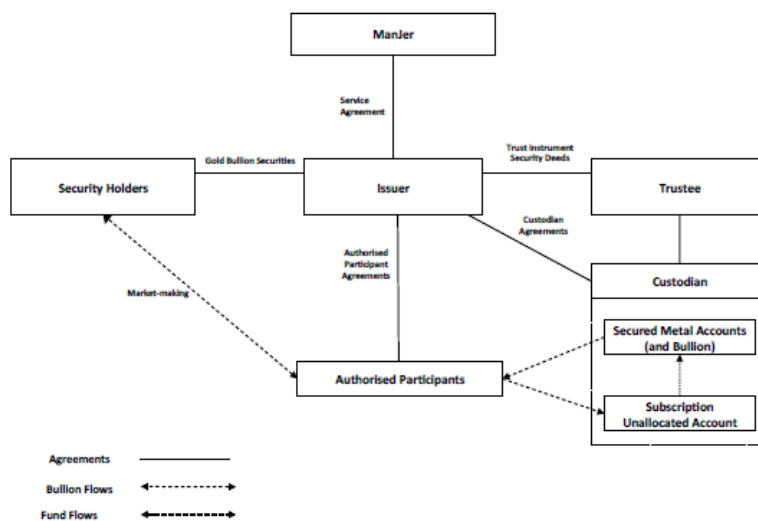 ManJer
Service
Agreement
Gold Bullion Securities
Trust Instrument
Security Deeds
Security Holders
Issuer
Trustee
Custodian
Agreements
Authorised
Participant
Agreements
Custodian
Market-making
Secured Metal Accounts
(and Bullion)
Authorised Participants
Subscription
Unallocated Account
Agreements
Bullion Flows
Fund Flows